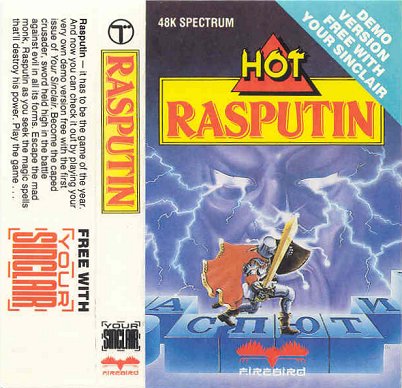 Rasputin — it has to be the game of the year.
And now you can check it out by playing your
very own demo version free with the first
issue of Your Sinclair. Become the caped
crusader, sword held high in the battle
against evil in all its forms. Escape the mad
monk, Rasputin as you seek the magic spells
that'll destroy his power. Play the game ...
FREE WITH
YOUR
SINCLAIR
T
RASPUTIN
YOUR
SINCLAIR
FIREBIRD
48K SPECTRUM
DEMO
VERSION
FREE WITH
YOUR SINCLAIR
HOT
RASPUTIN
А
СПОТИ
FIREBIRD